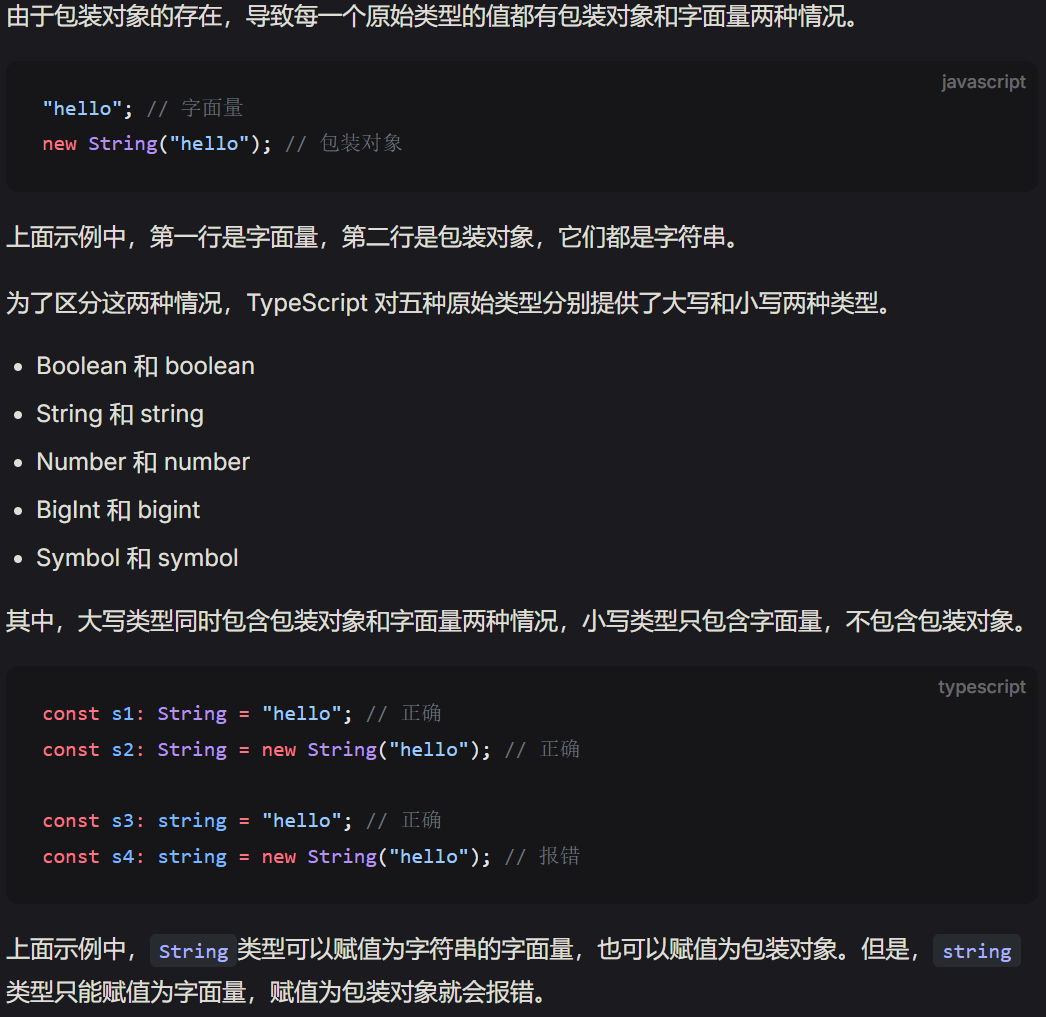 由于包装对象的存在，导致每一个原始类型的值都有包装对象和字面量两种情况。
javascript
"hello"; // 字面量
new String("hello"); // 包装对象
上面示例中，第一行是字面量，第二行是包装对象，它们都是字符串。
为了区分这两种情况，TypeScript 对五种原始类型分别提供了大写和小写两种类型。
• Boolean 和 boolean
• String 和 string
• Number 和 number
• BigInt 和 bigint
• Symbol 和 symbol
其中，大写类型同时包含包装对象和字面量两种情况，小写类型只包含字面量，不包含包装对象。
typescript
const s1: String = "hello"; // 正确
const s2: String = new String("hello"); // 正确
const s3: string = "hello"; // 正确
const s4: string = new String("hello"); // 报错
上面示例中，String类型可以赋值为字符串的字面量，也可以赋值为包装对象。但是，string
类型只能赋值为字面量，赋值为包装对象就会报错。